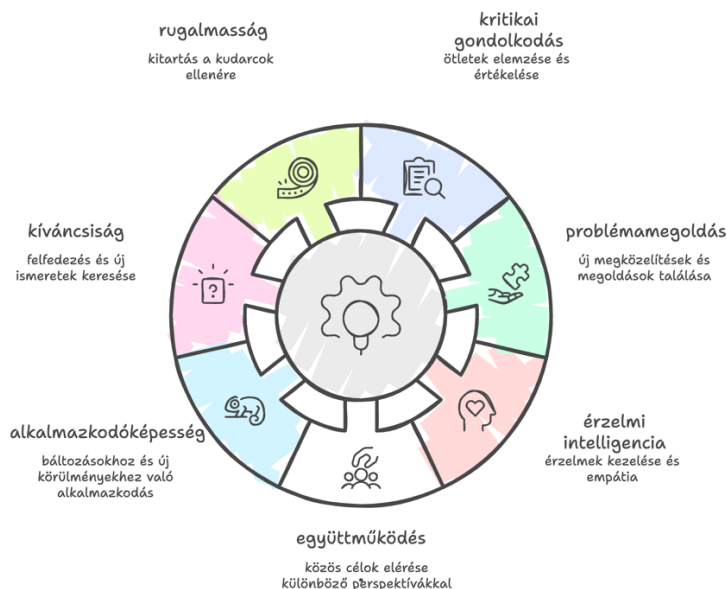 rugalmasság
kitartás a kudarcok
ellenére
kritikai
gondolkodás
ötletek elemzése és
értékelése
kíváncsiság
felfedezés és új
ismeretek keresése
?
problémamegoldás
új megközelítések és
megoldások találása
alkalmazkodóképesség
báltozásokhoz és új
körülményekhez való
alkalmazkodás
érzelmi
intelligencia
érzelmek kezelése és
empátia
együttműködés
közös célok elérése
különböző perspektívákkal